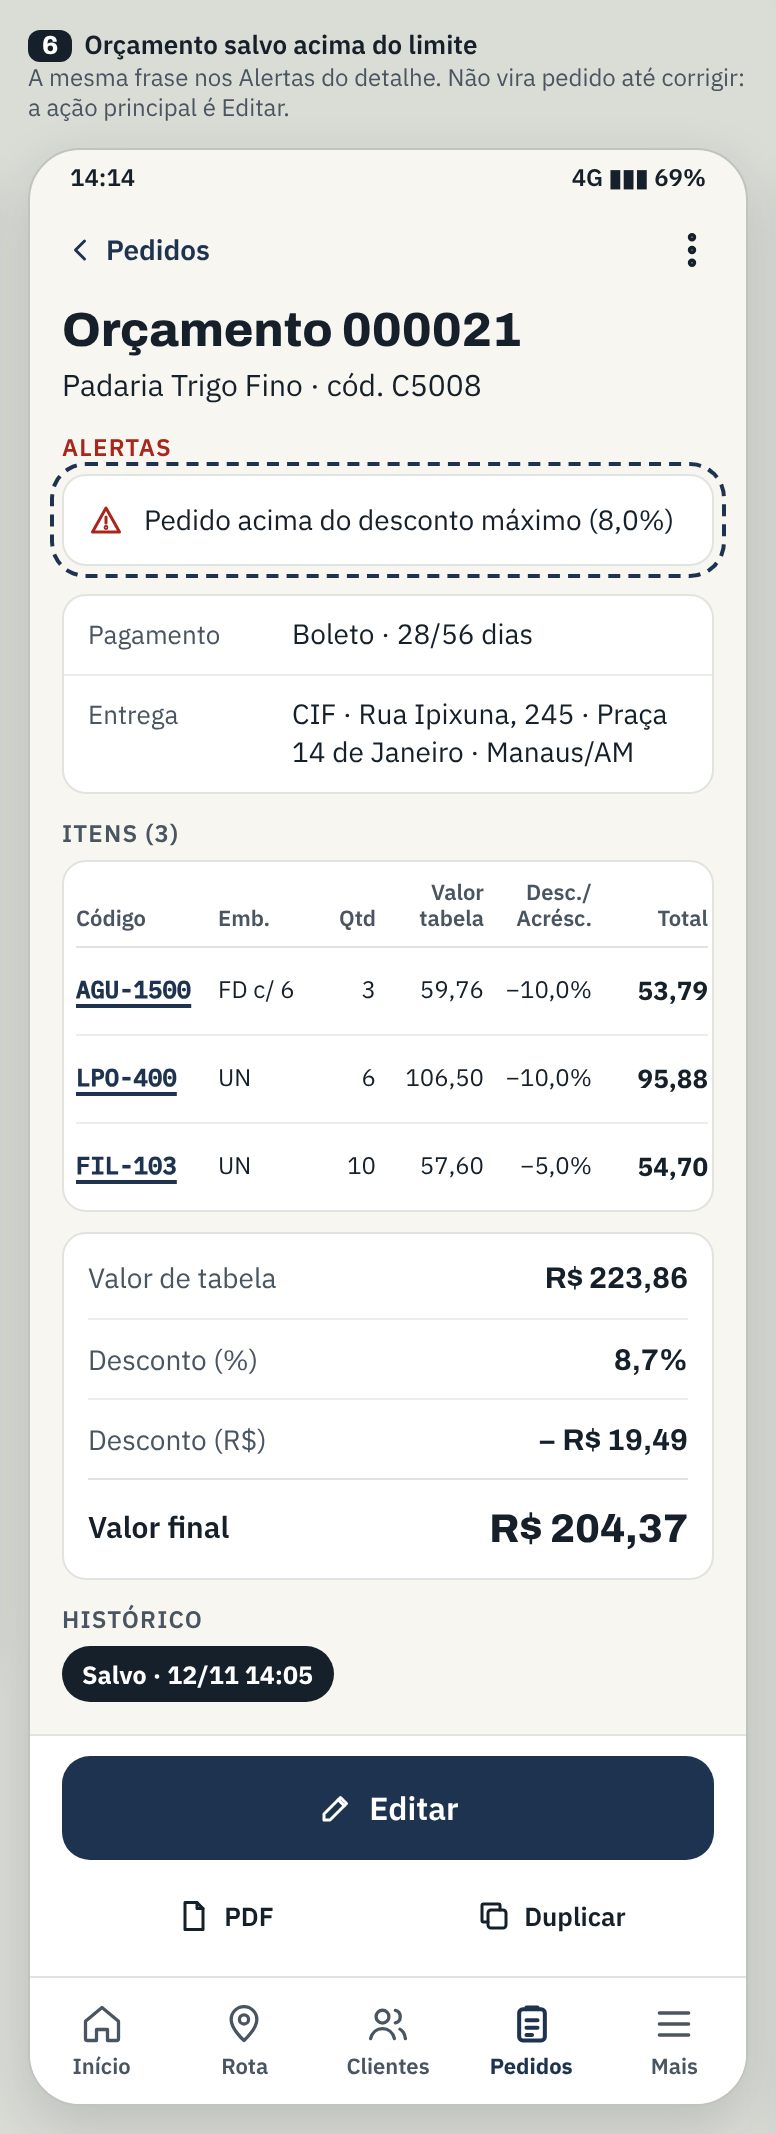 6 Orçamento salvo acima do limite
A mesma frase nos Alertas do detalhe. Não vira pedido até corrigir:
a ação principal é Editar.
14:14 4G 69%
Pedidos
Orçamento 000021
Padaria Trigo Fino · cód. C5008
ALERTAS
Pedido acima do desconto máximo (8,0%)
Pagamento Boleto · 28/56 dias
Entrega CIF · Rua Ipixuna, 245 · Praça
14 de Janeiro · Manaus/AM
ITENS (3)
Valor Desc./
Código Emb. Qtd tabela Acrésc. Total
AGU-1500 FD c/ 6 3 59,76 −10,0% 53,79
LPO-400 UN 6 106,50 −10,0% 95,88
FIL-103 UN 10 57,60 −5,0% 54,70
Valor de tabela R$ 223,86
Desconto (%) 8,7%
Desconto (R$) – R$ 19,49
Valor final R$ 204,37
HISTÓRICO
Salvo · 12/11 14:05
Editar
PDF Duplicar
Início Rota Clientes Pedidos Mais